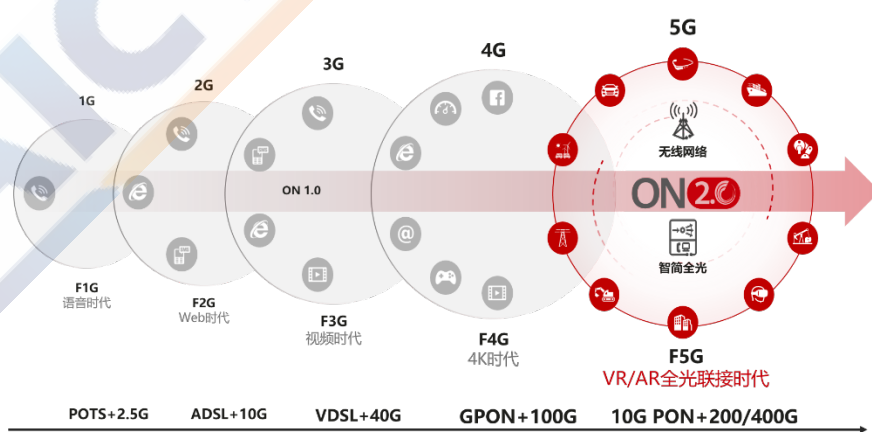 5G
4G
3G
2G
1G
无线网络
ON 1.0
ON 2.0
智简全光
F1G
语音时代
F2G
Web时代
F3G
视频时代
F4G
4K时代
F5G
VR/AR全光联接时代
POTS+2.5G
ADSL+10G
VDSL+40G
GPON+100G
10G PON+200/400G